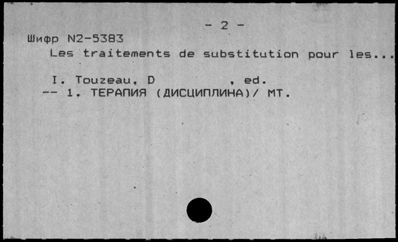 - 2 -
Шифр N2-5383
Les traitements de substitution pour les...
I. Touzeau, D , ed.
-- 1. ТЕРАПИЯ (ДИСЦИПЛИНА)/ МТ.